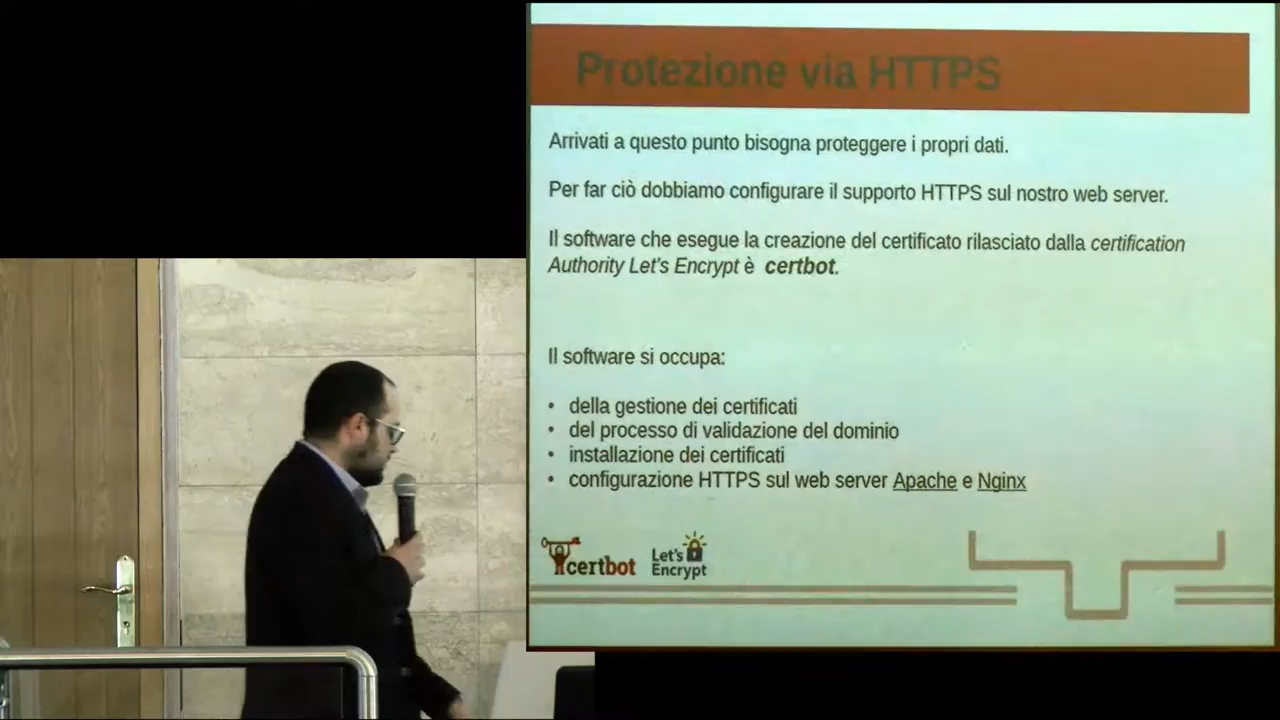 Protezione via HTTPS
Arrivati a questo punto bisogna proteggere i propri dati.
Per far ciò dobbiamo configurare il supporto HTTPS sul nostro web server.
Il software che esegue la creazione del certificato rilasciato dalla certification
Authority Let's Encrypt è certbot.
Il software si occupa:
• della gestione dei certificati
• del processo di validazione del dominio
• installazione dei certificati
• configurazione HTTPS sul web server Apache e Nginx
certbot
Let's
Encrypt